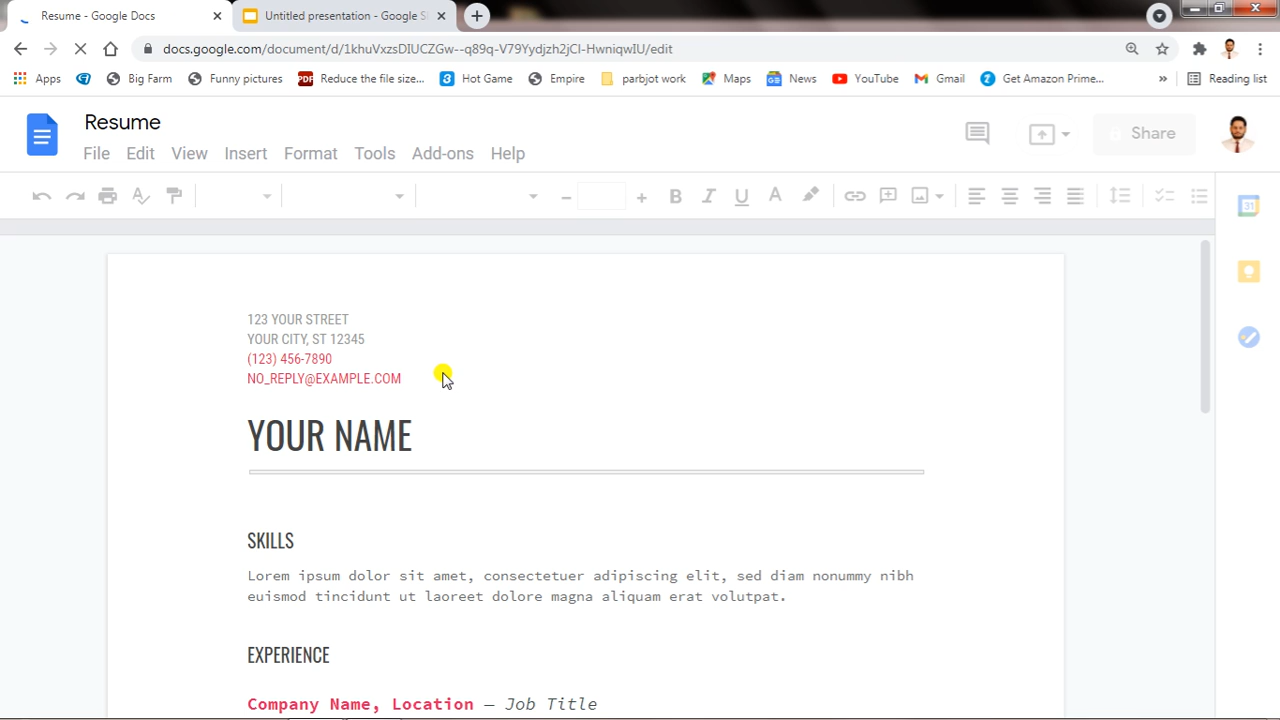 Resume - Google Docs
Untitled presentation - Google Sl
docs.google.com/document/d/1khuVxzsDIUCZGw--q89q-V79Yydjzh2jCl-HwniqwIU/edit
Apps Big Farm Funny pictures PDF Reduce the file size... 3 Hot Game Empire parbjot work Maps News YouTube Gmail Get Amazon Prime... » Reading list
Resume
Share
File Edit View Insert Format Tools Add-ons Help
B I U A
31
123 YOUR STREET
YOUR CITY, ST 12345
(123) 456-7890
NO_REPLY@EXAMPLE.COM
YOUR NAME
SKILLS
Lorem ipsum dolor sit amet, consectetuer adipiscing elit, sed diam nonummy nibh
euismod tincidunt ut laoreet dolore magna aliquam erat volutpat.
EXPERIENCE
Company Name, Location — Job Title